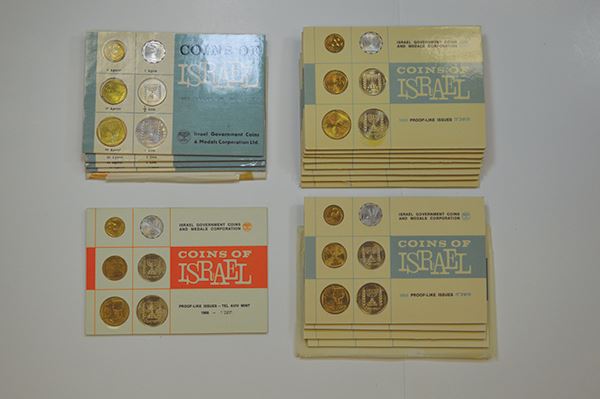 COINS OF
ISRAEL
Israel Government Coins
& Medals Corporation Ltd.
ISRAEL GOVERNMENT COINS
AND MEDALS CORPORATION
COINS OF
ISRAEL
PROOF-LIKE ISSUES
ISRAEL GOVERNMENT COINS
AND MEDALS CORPORATION
COINS OF
ISRAEL
PROOF-LIKE ISSUES - TEL AVIV MINT
ISRAEL GOVERNMENT COINS
AND MEDALS CORPORATION
COINS OF
ISRAEL
PROOF-LIKE ISSUES